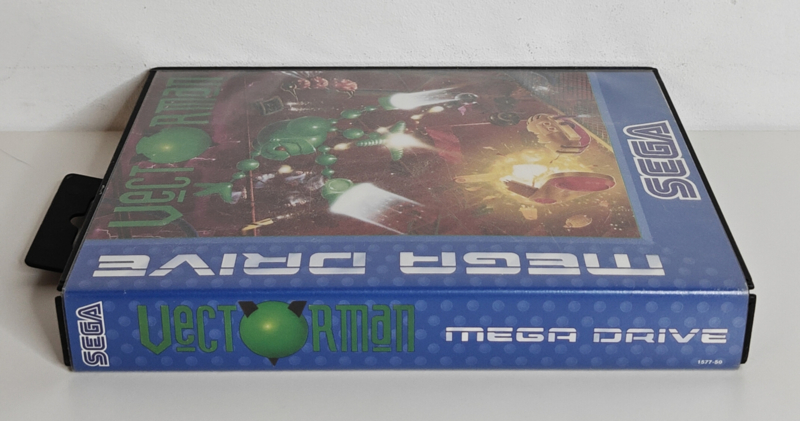 VECTORMAN
SEGA
MEGA DRIVE
SEGA
VECTORMAN
MEGA DRIVE
1577-50